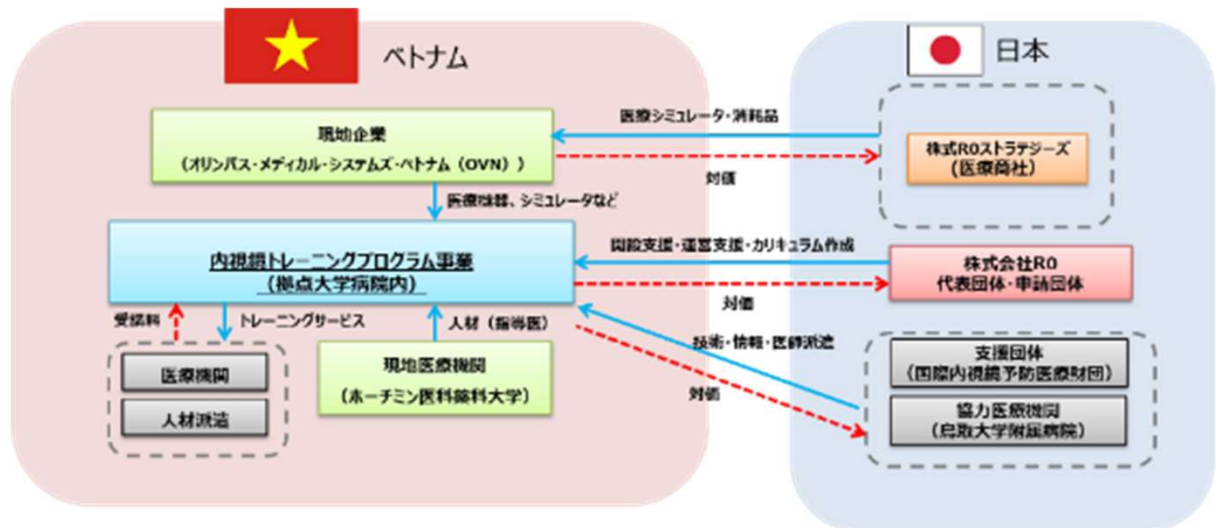 ベトナム
日本
現地企業
(オリンパス・メディカル・システムズ・ベトナム(OVN))
医療シミュレータ・消耗品
対価
株式R0ストラテジーズ
(医療商社)
医療機器、シミュレータなど
内視鏡トレーニングプログラム事業
(拠点大学病院内)
開設支援・運営支援・カリキュラム作成
対価
株式会社R0
代表団体・申請団体
受講料
トレーニングサービス
人材(指導医)
技術・情報・医師派遣
対価
医療機関
人材派遣
現地医療機関
(ホーチミン医科薬科大学)
支援団体
(国際内視鏡予防医療財団)
協力医療機関
(鳥取大学附属病院)